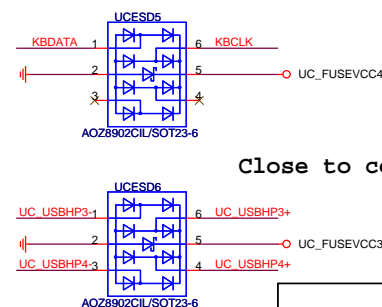 UCESD5
KBDATA 1 6 KBCLK
2 5 UC_FUSEVCC4
3 4
AOZ8902CIL/SOT23-6
Close to co
UCESD6
UC_USBHP3- 1 6 UC_USBHP3+
2 5 UC_FUSEVCC3
UC_USBHP4- 3 4 UC_USBHP4+
AOZ8902CIL/SOT23-6